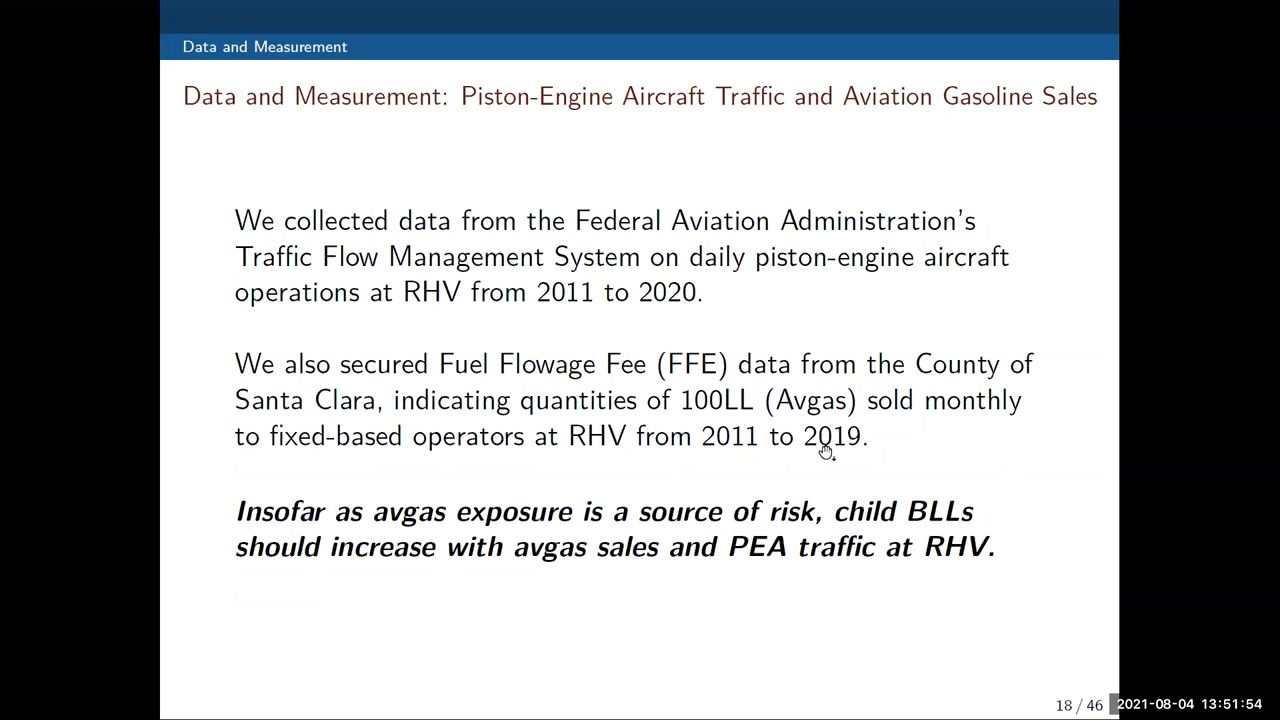 Data and Measurement
Data and Measurement: Piston-Engine Aircraft Traffic and Aviation Gasoline Sales
We collected data from the Federal Aviation Administration's
Traffic Flow Management System on daily piston-engine aircraft
operations at RHV from 2011 to 2020.
We also secured Fuel Flowage Fee (FFE) data from the County of
Santa Clara, indicating quantities of 100LL (Avgas) sold monthly
to fixed-based operators at RHV from 2011 to 2019.
Insofar as avgas exposure is a source of risk, child BLLs
should increase with avgas sales and PEA traffic at RHV.
18 / 46
2021-08-04 13:51:54